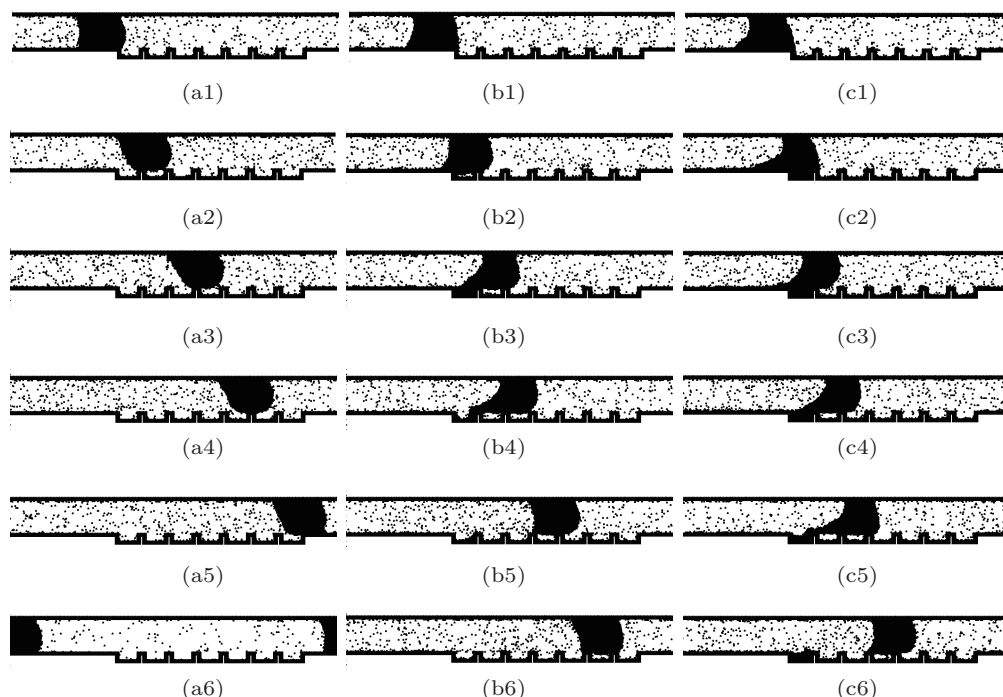 (a1) (b1) (c1)
(a2) (b2) (c2)
(a3) (b3) (c3)
(a4) (b4) (c4)
(a5) (b5) (c5)
(a6) (b6) (c6)